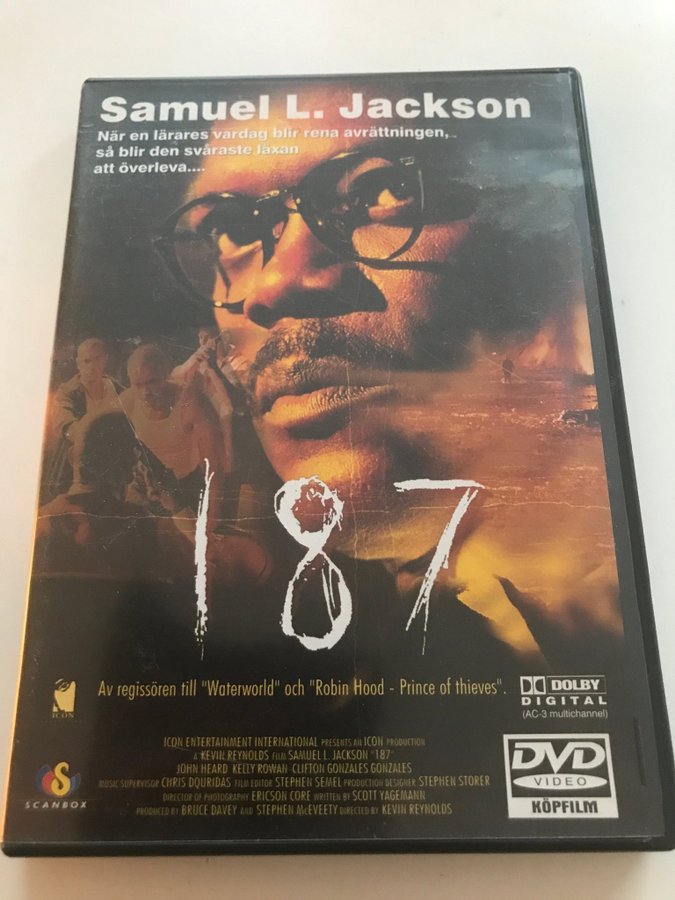 Samuel L. Jackson
När en lärares vardag blir rena avrättningen,
så blir den svåraste läxan
att överleva....
187
Av regissören till "Waterworld" och "Robin Hood - Prince of thieves".
DOLBY
DIGITAL
(AC-3 multichannel)
ICON
ICON ENTERTAINMENT INTERNATIONAL PRESENTS AN ICON PRODUCTION
A KEVIN REYNOLDS FILM SAMUEL L. JACKSON "187"
JOHN HEARD KELLY ROWAN CLIFTON GONZALES GONZALES
MUSIC SUPERVISOR CHRIS DOURIDAS FILM EDITOR STEPHEN SEMEL PRODUCTION DESIGNER STEPHEN STORER
DIRECTOR OF PHOTOGRAPHY ERICSON CORE WRITTEN BY SCOTT YAGEMANN
PRODUCED BY BRUCE DAVEY AND STEPHEN McEVEETY DIRECTED BY KEVIN REYNOLDS
S
SCANBOX
DVD
VIDEO
KÖPFILM